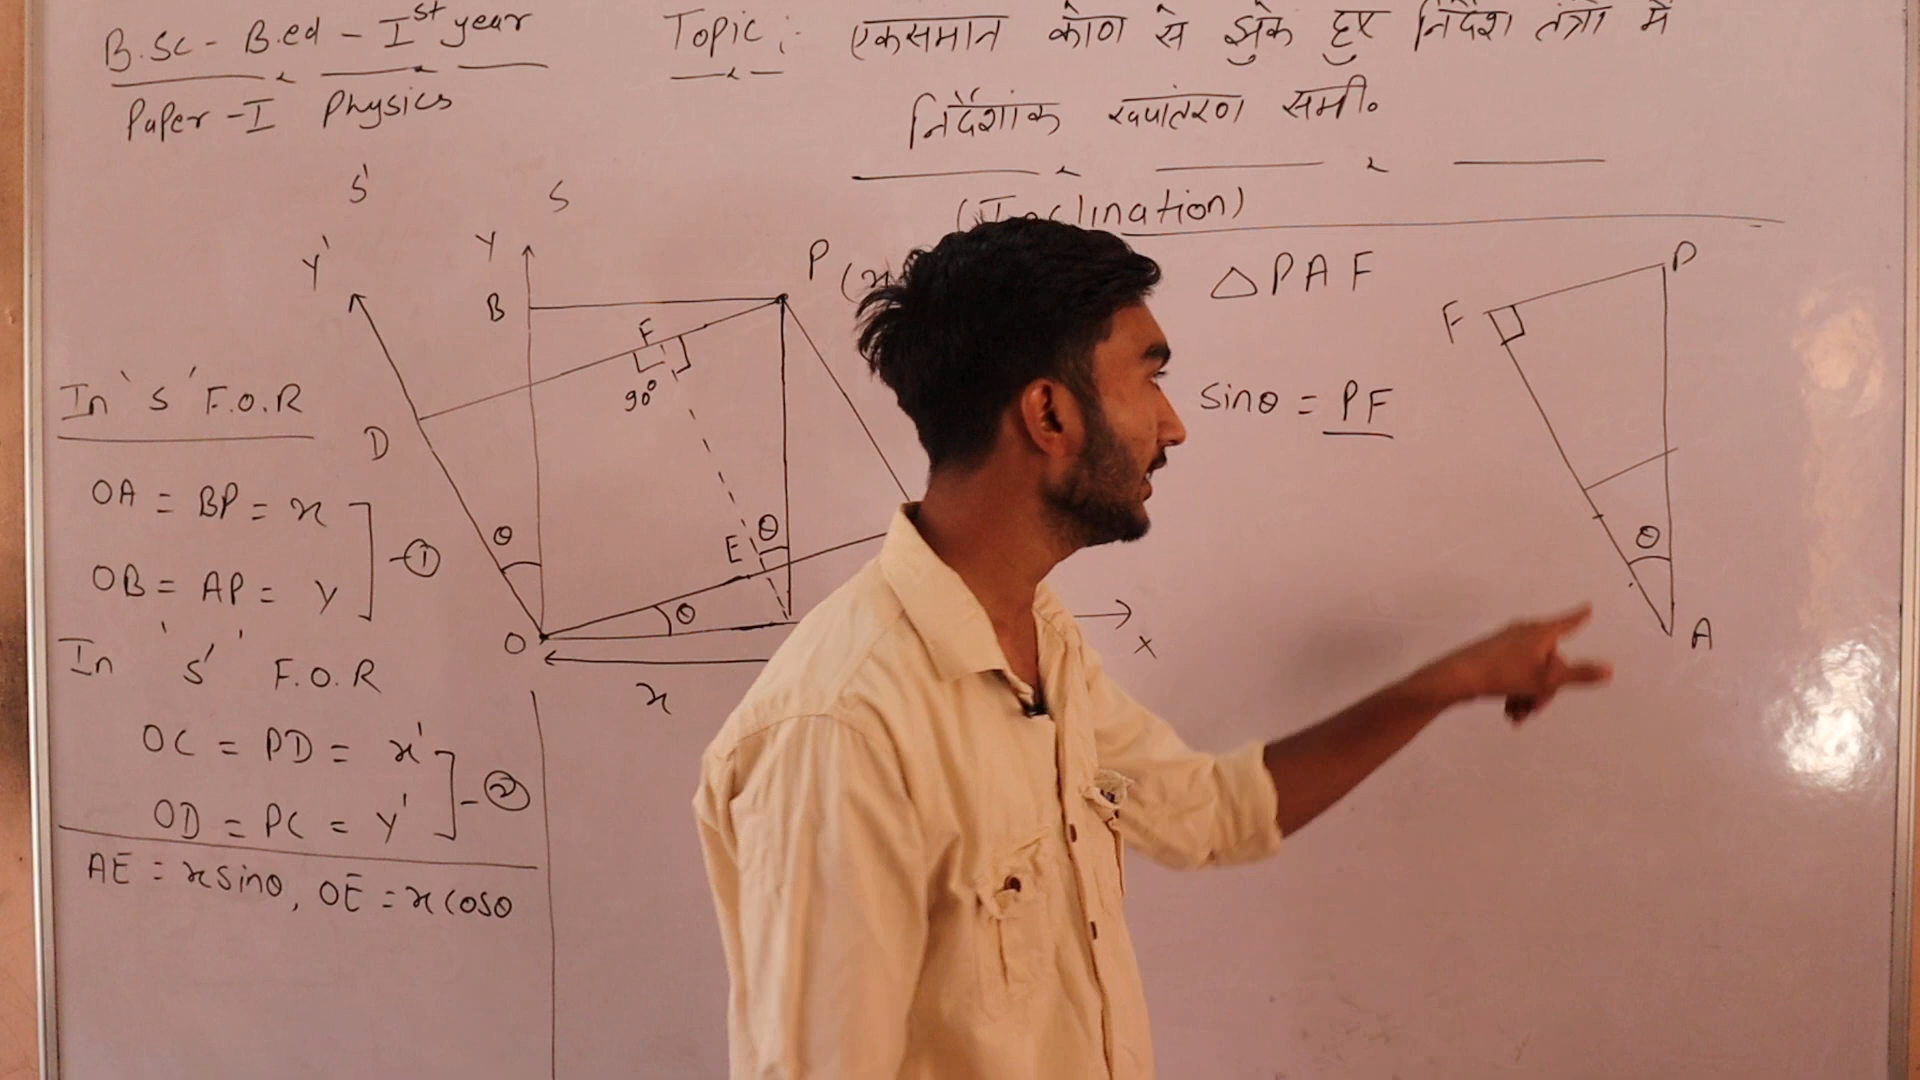 B.Sc - B.ed - Ist year
Paper - I Physics
Topic :- एकसमान कोण से झुके हुए निर्देश तंत्रो में
निर्देशांक रूपांतरण समी०
S'
S
Y'
Y
B
P
F
90°
D
θ
E
θ
θ
O
x
X
In 'S' F.O.R
OA = BP = x
OB = AP = y
- ①
In 'S'' F.O.R
OC = PD = x'
OD = PC = y'
- ②
AE = x sinθ, OE = x cosθ
△PAF
sinθ = PF
F
P
θ
A